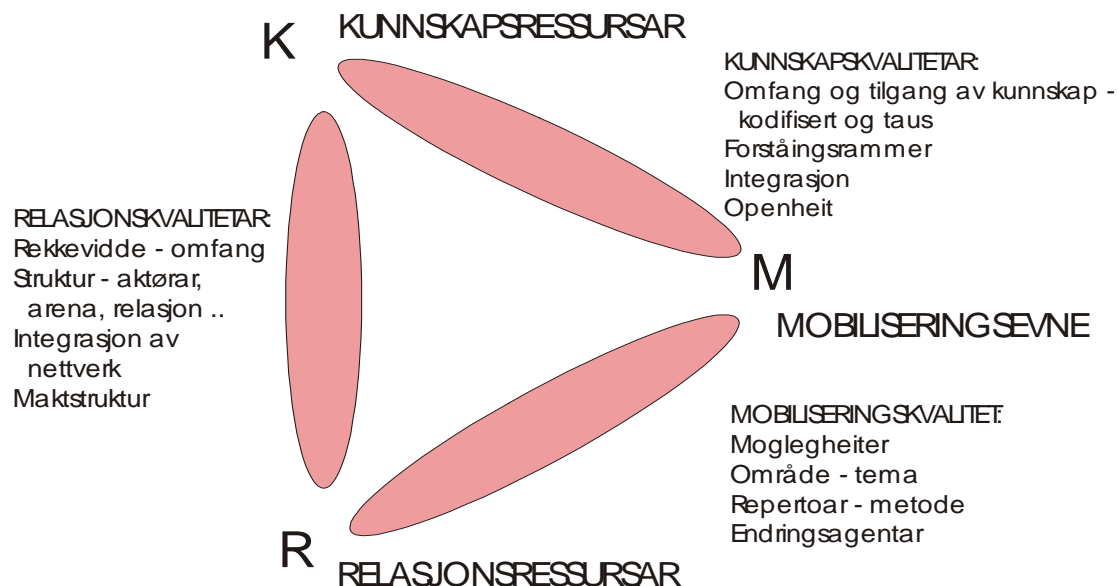 K
KUNNSKAPSRESSURSAR
KUNNSKAPSKVALITETAR:
Omfang og tilgang av kunnskap -
kodifisert og taus
Forståingsrammer
Integrasjon
Openheit
RELASJONSKVALITETAR:
Rekkevidde - omfang
Struktur - aktørar,
arena, relasjon ..
Integrasjon av
nettverk
Maktstruktur
M
MOBILISERINGSEVNE
MOBILISERINGSKVALITET:
Moglegheiter
Område - tema
Repertoar - metode
Endringsagentar
R
RELASJONSRESSURSAR